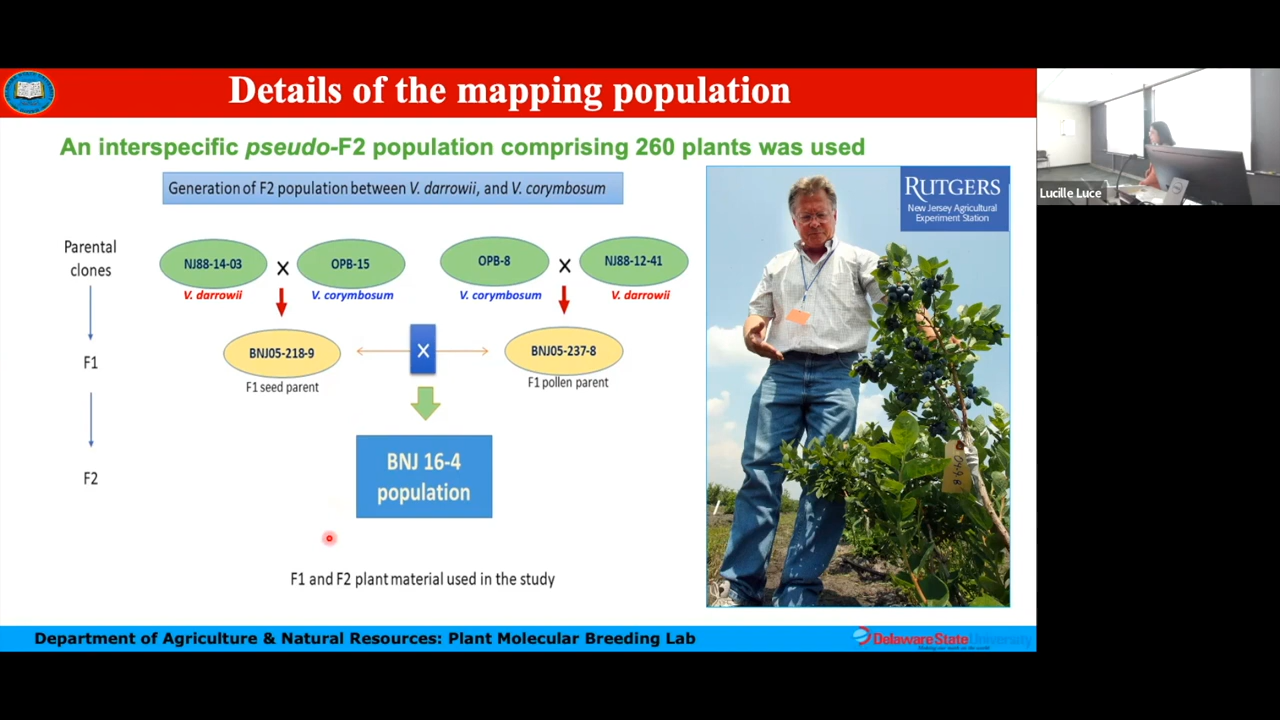 Details of the mapping population
An interspecific pseudo-F2 population comprising 260 plants was used
Generation of F2 population between V. darrowii, and V. corymbosum
Parental
clones
F1
F2
NJ88-14-03
X
OPB-15
V. darrowii
V. corymbosum
OPB-8
X
NJ88-12-41
V. corymbosum
V. darrowii
BNJ05-218-9
F1 seed parent
X
BNJ05-237-8
F1 pollen parent
BNJ 16-4
population
F1 and F2 plant material used in the study
RUTGERS
New Jersey Agricultural
Experiment Station
Department of Agriculture & Natural Resources: Plant Molecular Breeding Lab
Delaware State University
Lucille Luce